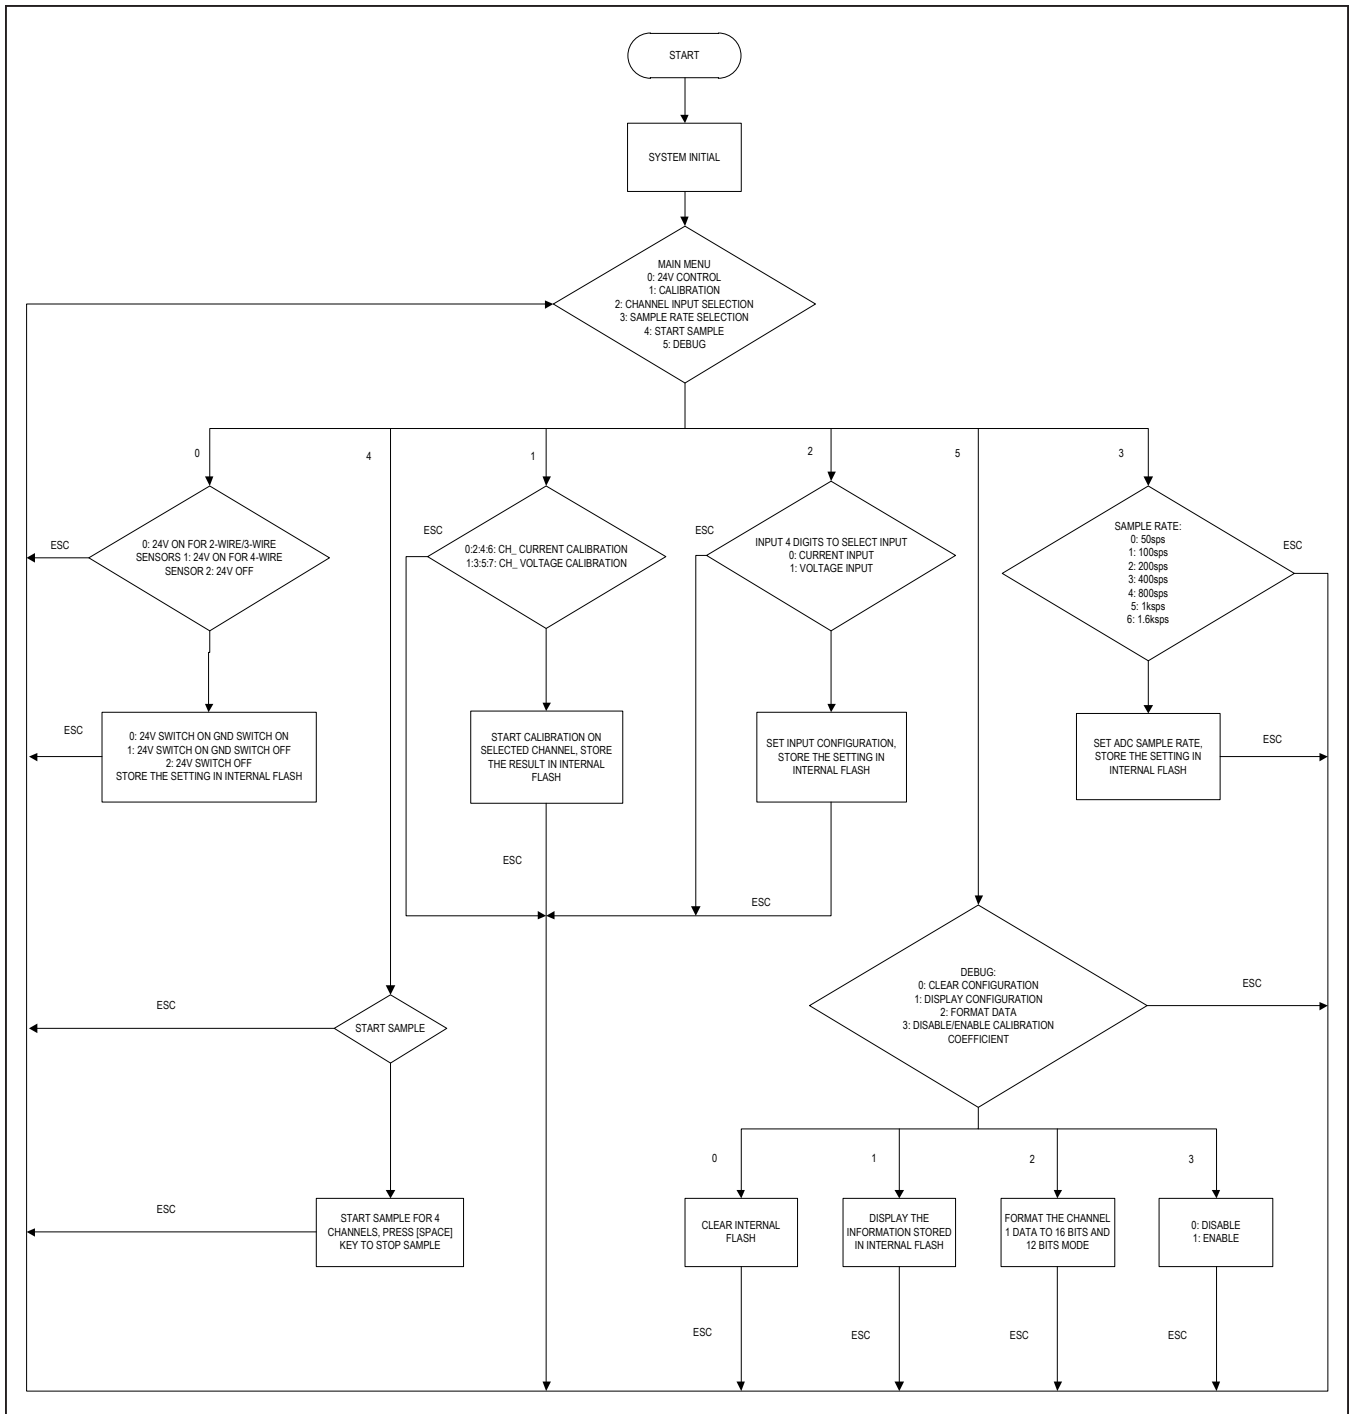 START
SYSTEM INITIAL
MAIN MENU
0: 24V CONTROL
1: CALIBRATION
2: CHANNEL INPUT SELECTION
3: SAMPLE RATE SELECTION
4: START SAMPLE
5: DEBUG
0
4
1
2
5
3
ESC
0: 24V ON FOR 2-WIRE/3-WIRE
SENSORS 1: 24V ON FOR 4-WIRE
SENSOR 2: 24V OFF
ESC
0:2:4:6: CH_ CURRENT CALIBRATION
1:3:5:7: CH_ VOLTAGE CALIBRATION
ESC
INPUT 4 DIGITS TO SELECT INPUT
0: CURRENT INPUT
1: VOLTAGE INPUT
SAMPLE RATE:
0: 50sps
1: 100sps
2: 200sps
3: 400sps
4: 800sps
5: 1ksps
6: 1.6ksps
ESC
ESC
0: 24V SWITCH ON GND SWITCH ON
1: 24V SWITCH ON GND SWITCH OFF
2: 24V SWITCH OFF
STORE THE SETTING IN INTERNAL FLASH
START CALIBRATION ON
SELECTED CHANNEL, STORE
THE RESULT IN INTERNAL
FLASH
SET INPUT CONFIGURATION,
STORE THE SETTING IN
INTERNAL FLASH
SET ADC SAMPLE RATE,
STORE THE SETTING IN
INTERNAL FLASH
ESC
ESC
ESC
ESC
START SAMPLE
DEBUG:
0: CLEAR CONFIGURATION
1: DISPLAY CONFIGURATION
2: FORMAT DATA
3: DISABLE/ENABLE CALIBRATION
COEFFICIENT
ESC
0
1
2
3
ESC
START SAMPLE FOR 4
CHANNELS, PRESS [SPACE]
KEY TO STOP SAMPLE
CLEAR INTERNAL
FLASH
DISPLAY THE
INFORMATION STORED
IN INTERNAL FLASH
FORMAT THE CHANNEL
1 DATA TO 16 BITS AND
12 BITS MODE
0: DISABLE
1: ENABLE
ESC
ESC
ESC
ESC